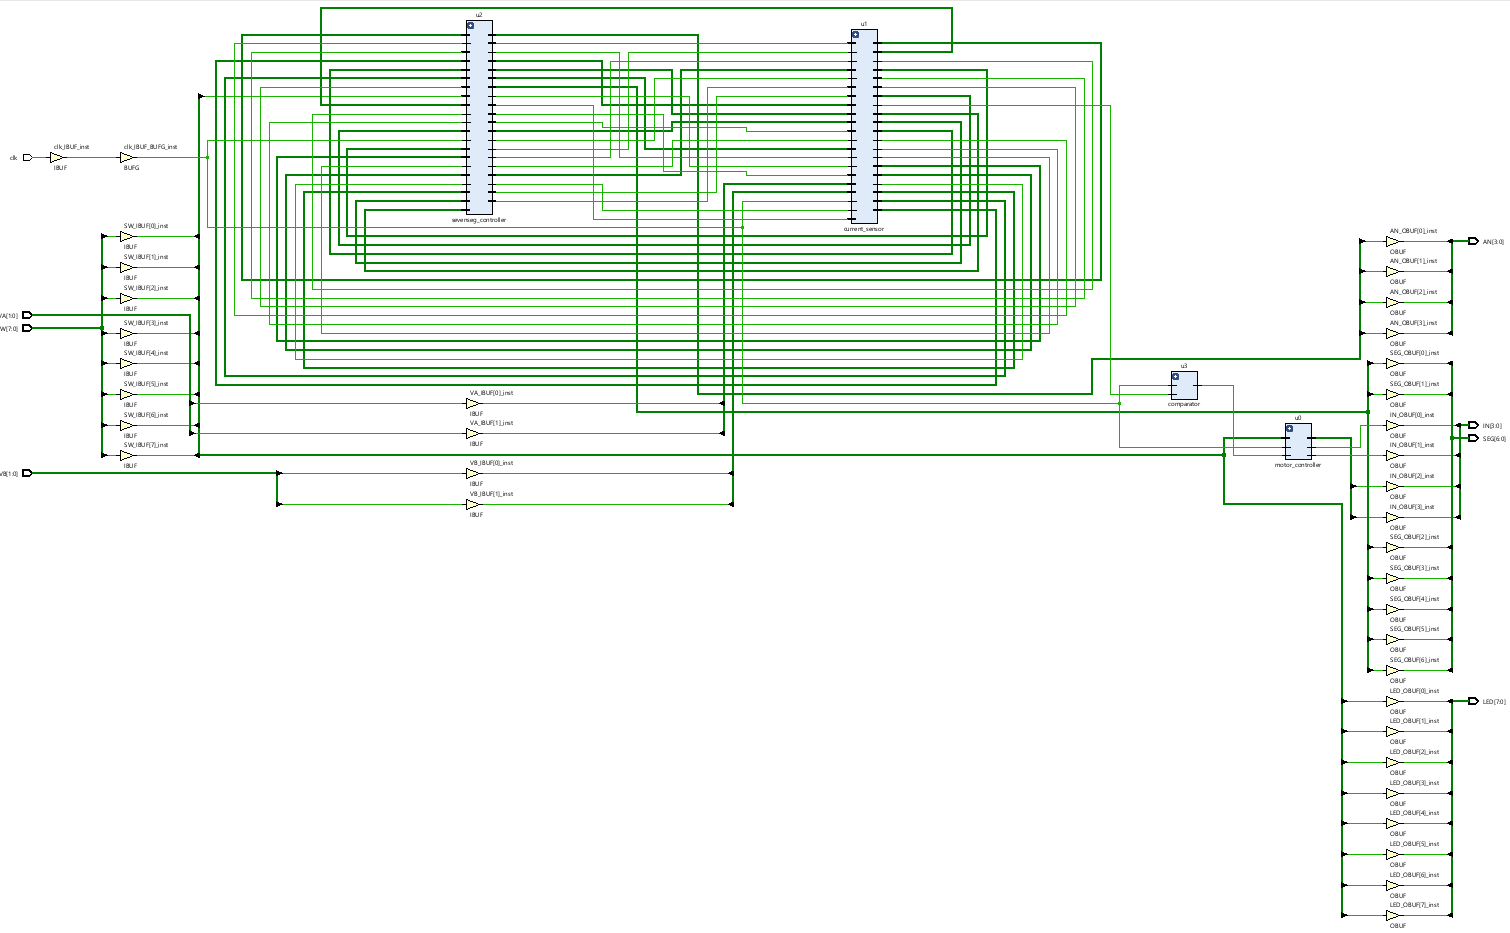 u2
u1
sevenseg_controller
current_sensor
clk
clk_IBUF_inst
IBUF
clk_IBUF_BUFG_inst
BUFG
SW_IBUF[0]_inst
IBUF
SW_IBUF[1]_inst
IBUF
SW_IBUF[2]_inst
IBUF
VA[1:0]
W[7:0]
SW_IBUF[3]_inst
IBUF
SW_IBUF[4]_inst
IBUF
SW_IBUF[5]_inst
IBUF
SW_IBUF[6]_inst
IBUF
SW_IBUF[7]_inst
IBUF
VB[1:0]
VA_IBUF[0]_inst
IBUF
VA_IBUF[1]_inst
IBUF
VB_IBUF[0]_inst
IBUF
VB_IBUF[1]_inst
IBUF
u3
comparator
u0
motor_controller
AN_OBUF[0]_inst
OBUF
AN[3:0]
AN_OBUF[1]_inst
OBUF
AN_OBUF[2]_inst
OBUF
AN_OBUF[3]_inst
OBUF
SEG_OBUF[0]_inst
OBUF
SEG_OBUF[1]_inst
OBUF
IN_OBUF[0]_inst
OBUF
IN[3:0]
SEG[6:0]
IN_OBUF[1]_inst
OBUF
IN_OBUF[2]_inst
OBUF
IN_OBUF[3]_inst
OBUF
SEG_OBUF[2]_inst
OBUF
SEG_OBUF[3]_inst
OBUF
SEG_OBUF[4]_inst
OBUF
SEG_OBUF[5]_inst
OBUF
SEG_OBUF[6]_inst
OBUF
LED_OBUF[0]_inst
OBUF
LED[7:0]
LED_OBUF[1]_inst
OBUF
LED_OBUF[2]_inst
OBUF
LED_OBUF[3]_inst
OBUF
LED_OBUF[4]_inst
OBUF
LED_OBUF[5]_inst
OBUF
LED_OBUF[6]_inst
OBUF
LED_OBUF[7]_inst
OBUF